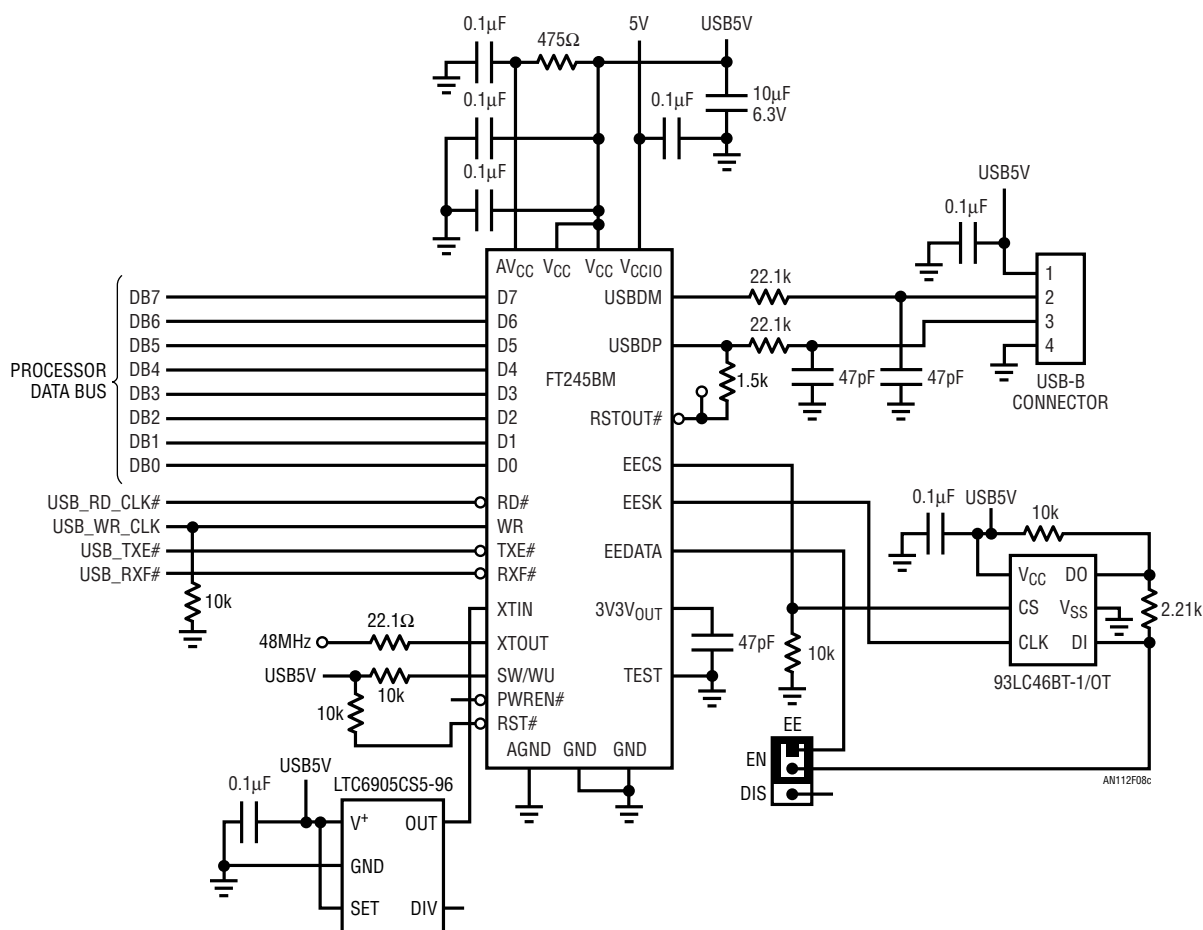 0.1µF
475Ω
5V
USB5V
0.1µF
0.1µF
10µF
6.3V
0.1µF
USB5V
0.1µF
AVCC
VCC
VCC
VCCIO
DB7
DB6
DB5
DB4
DB3
DB2
DB1
DB0
PROCESSOR
DATA BUS
D7
D6
D5
D4
D3
D2
D1
D0
USBDM
22.1k
USBDP
22.1k
FT245BM
1.5k
47pF
47pF
RSTOUT#
1
2
3
4
USB-B
CONNECTOR
USB_RD_CLK#
USB_WR_CLK
USB_TXE#
USB_RXF#
10k
RD#
WR
TXE#
RXF#
EECS
EESK
EEDATA
0.1µF
USB5V
10k
VCC
DO
CS
VSS
CLK
DI
2.21k
93LC46BT-1/OT
XTIN
3V3VOUT
48MHz
22.1Ω
XTOUT
47pF
10k
USB5V
10k
SW/WU
TEST
10k
PWREN#
RST#
AGND
GND
GND
EE
EN
DIS
AN112F08c
USB5V
0.1µF
LTC6905CS5-96
V+
OUT
GND
SET
DIV